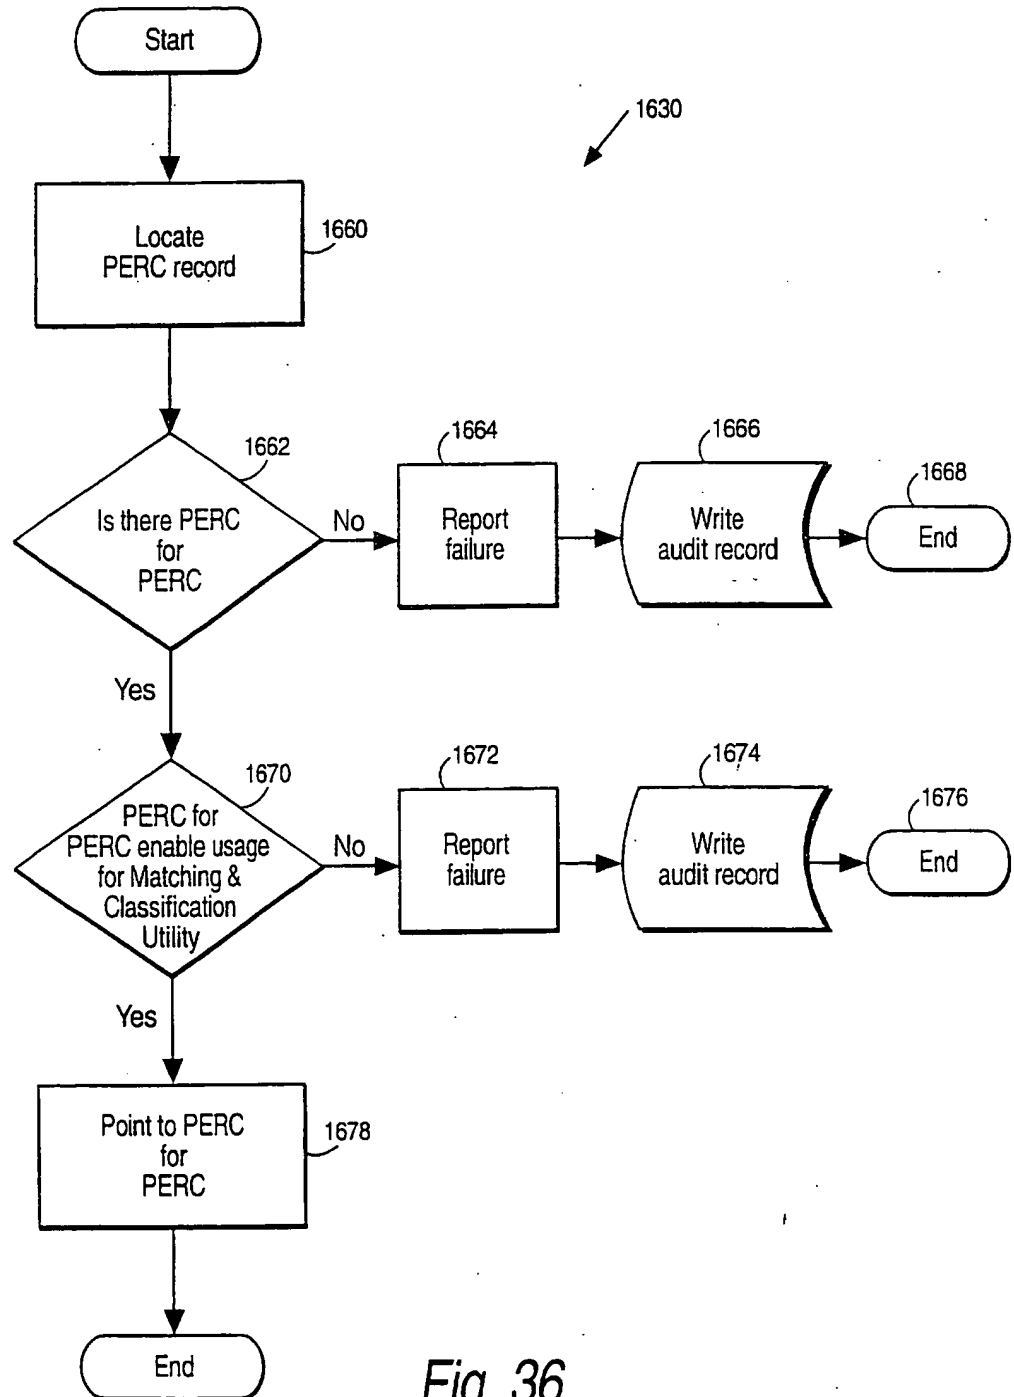 Start
1630
Locate
PERC record
1660
Is there PERC
for
PERC
1662
No
Report
failure
1664
Write
audit record
1666
End
1668
Yes
PERC for
PERC enable usage
for Matching &
Classification
Utility
1670
No
Report
failure
1672
Write
audit record
1674
End
1676
Yes
Point to PERC
for
PERC
1678
End
Fig. 36